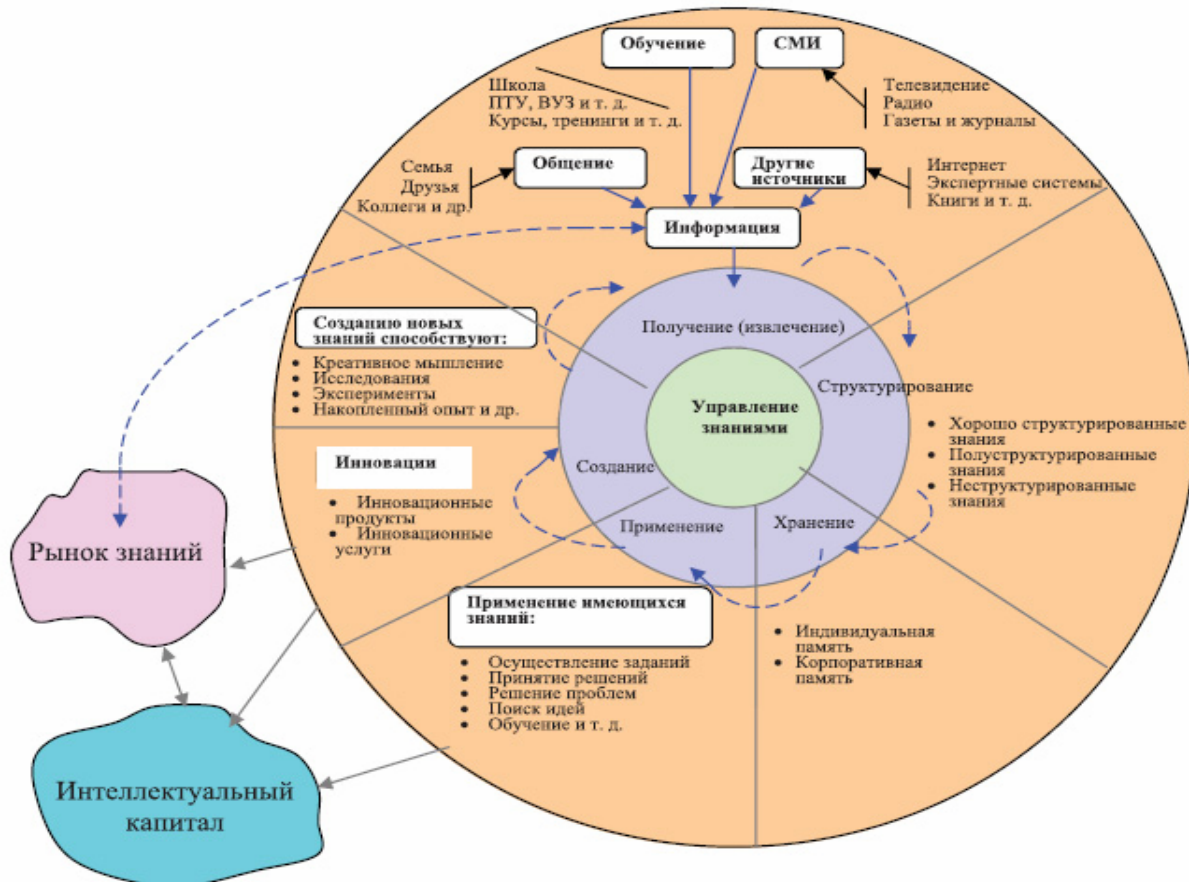 Обучение
СМИ
Школа
ПТУ, ВУЗ и т. д.
Курсы, тренинги и т. д.
Телевидение
Радио
Газеты и журналы
Семья
Друзья
Коллеги и др.
Общение
Другие
источники
Интернет
Экспертные системы
Книги и т. д.
Информация
Созданию новых
знаний способствуют:
• Креативное мышление
• Исследования
• Эксперименты
• Накопленный опыт и др.
Получение (извлечение)
Структурирование
Управление
знаниями
• Хорошо структурированные
знания
• Полуструктурированные
знания
• Неструктурированные
знания
Инновации
• Инновационные
продукты
• Инновационные
услуги
Создание
Применение
Хранение
Рынок знаний
Применение имеющихся
знаний:
• Осуществление заданий
• Принятие решений
• Решение проблем
• Поиск идей
• Обучение и т. д.
• Индивидуальная
память
• Корпоративная
память
Интеллектуальный
капитал